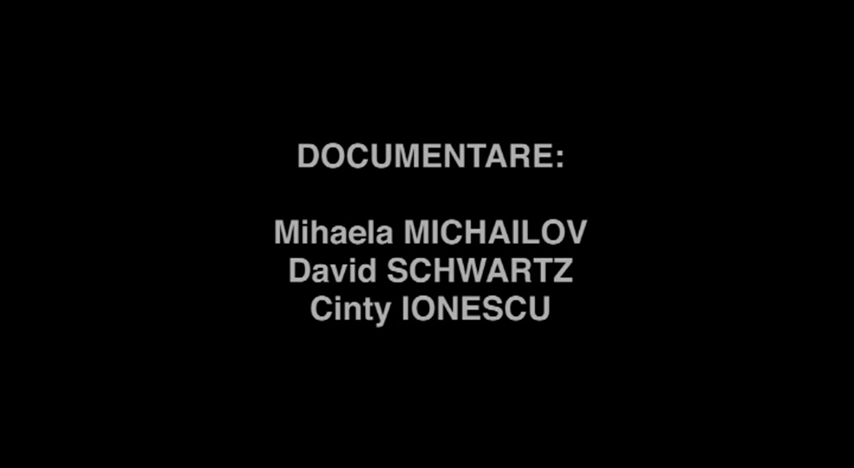 DOCUMENTARE:
Mihaela MICHAILOV
David SCHWARTZ
Cinty IONESCU